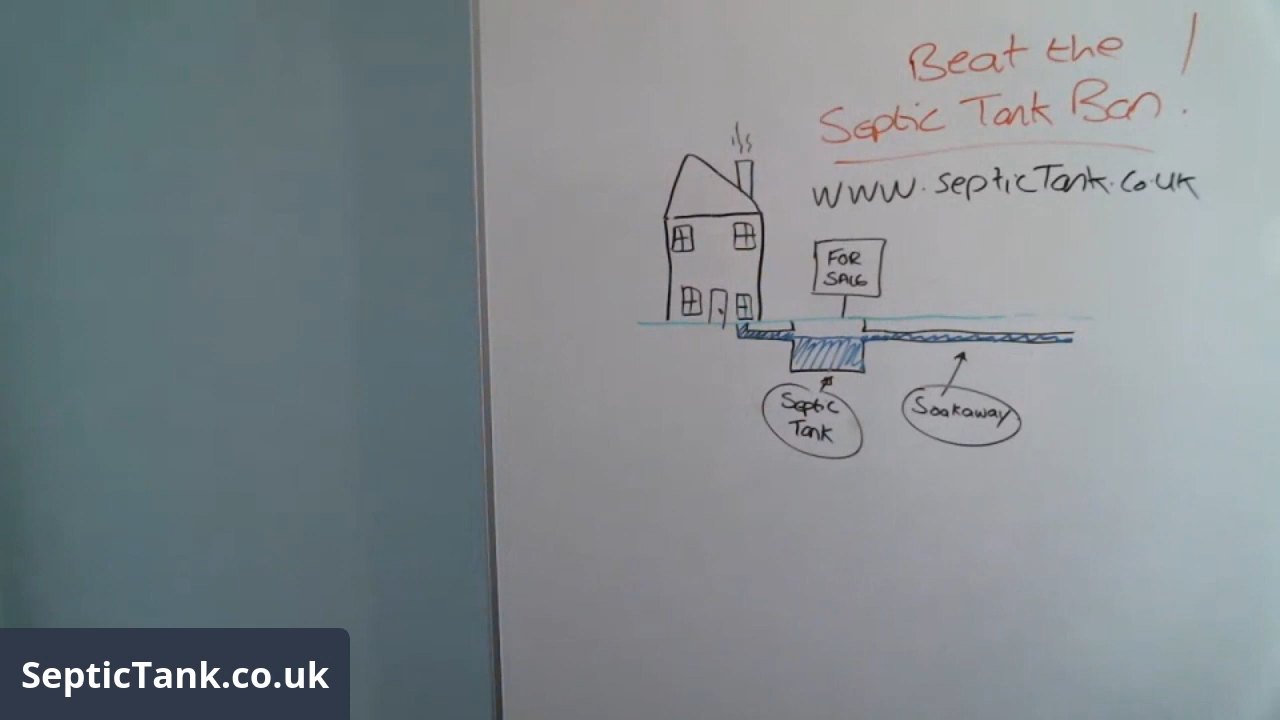 Beat the !
Septic Tank Ban.
www.septicTank.co.uk
FOR
SALE
Septic
Tank
Soakaway
SepticTank.co.uk